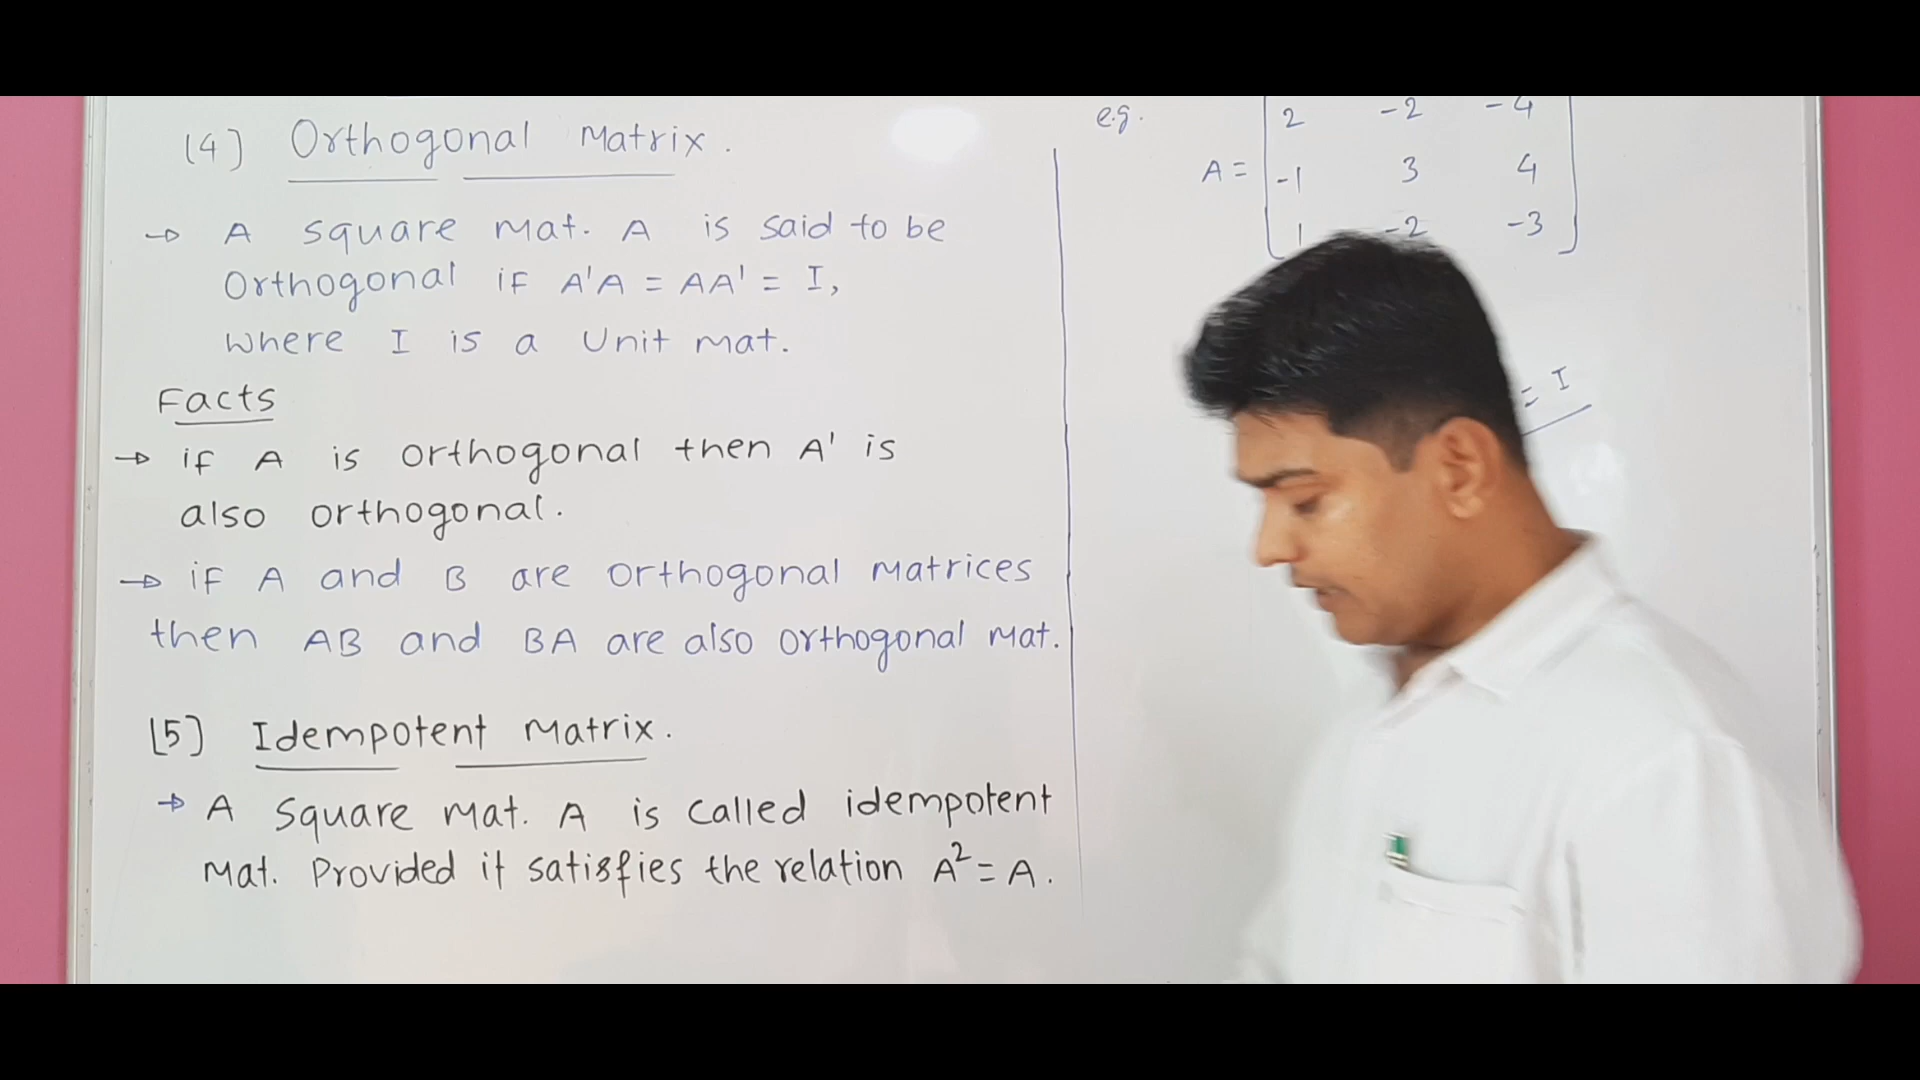 [4] Orthogonal Matrix.
→ A square mat. A is said to be
Orthogonal if A'A = AA' = I,
where I is a Unit mat.
Facts
→ if A is orthogonal then A' is
also orthogonal.
→ if A and B are orthogonal matrices
then AB and BA are also orthogonal mat.
[5] Idempotent Matrix.
→ A square mat. A is called idempotent
mat. Provided it satisfies the relation A² = A.
e.g.
2 -2 -4
A = -1 3 4
1 -2 -3
= I